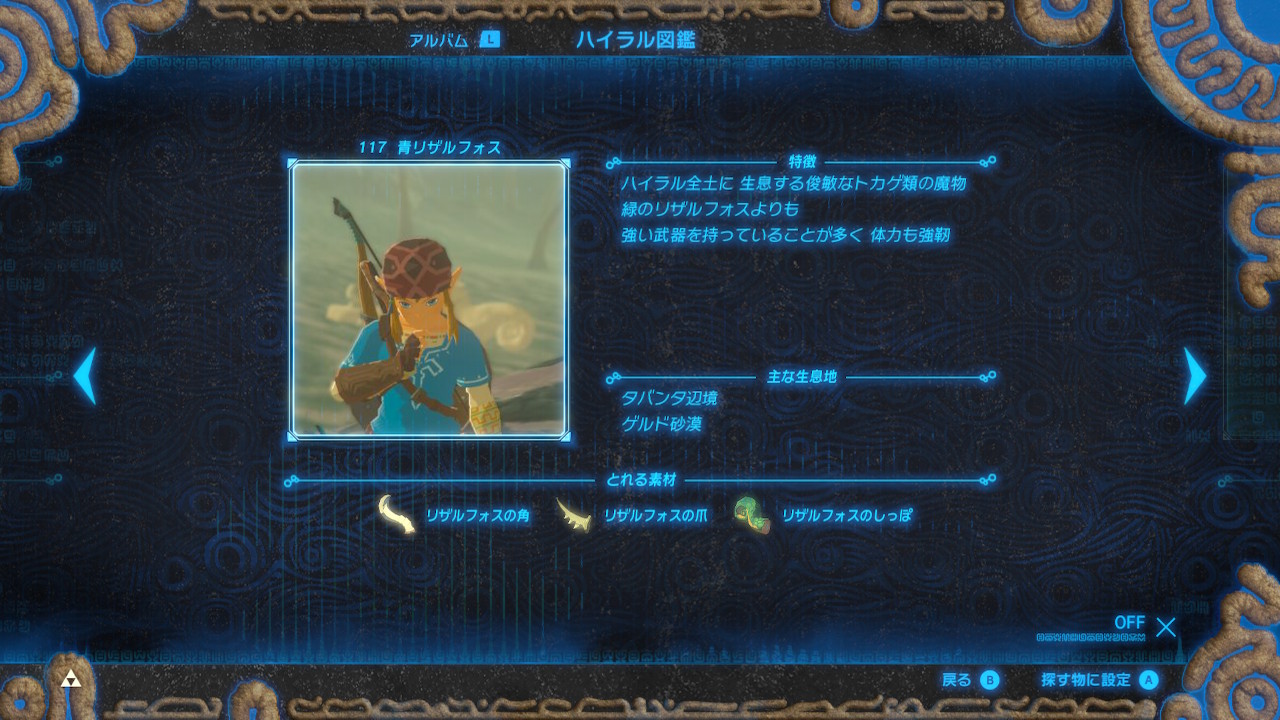 アルバム L
ハイラル図鑑
117 青リザルフォス
特徴
ハイラル全土に 生息する俊敏なトカゲ類の魔物
緑のリザルフォスよりも
強い武器を持っていることが多く 体力も強靭
主な生息地
タバンタ辺境
ゲルド砂漠
とれる素材
リザルフォスの角
リザルフォスの爪
リザルフォスのしっぽ
OFF
戻る B
探す物に設定 A